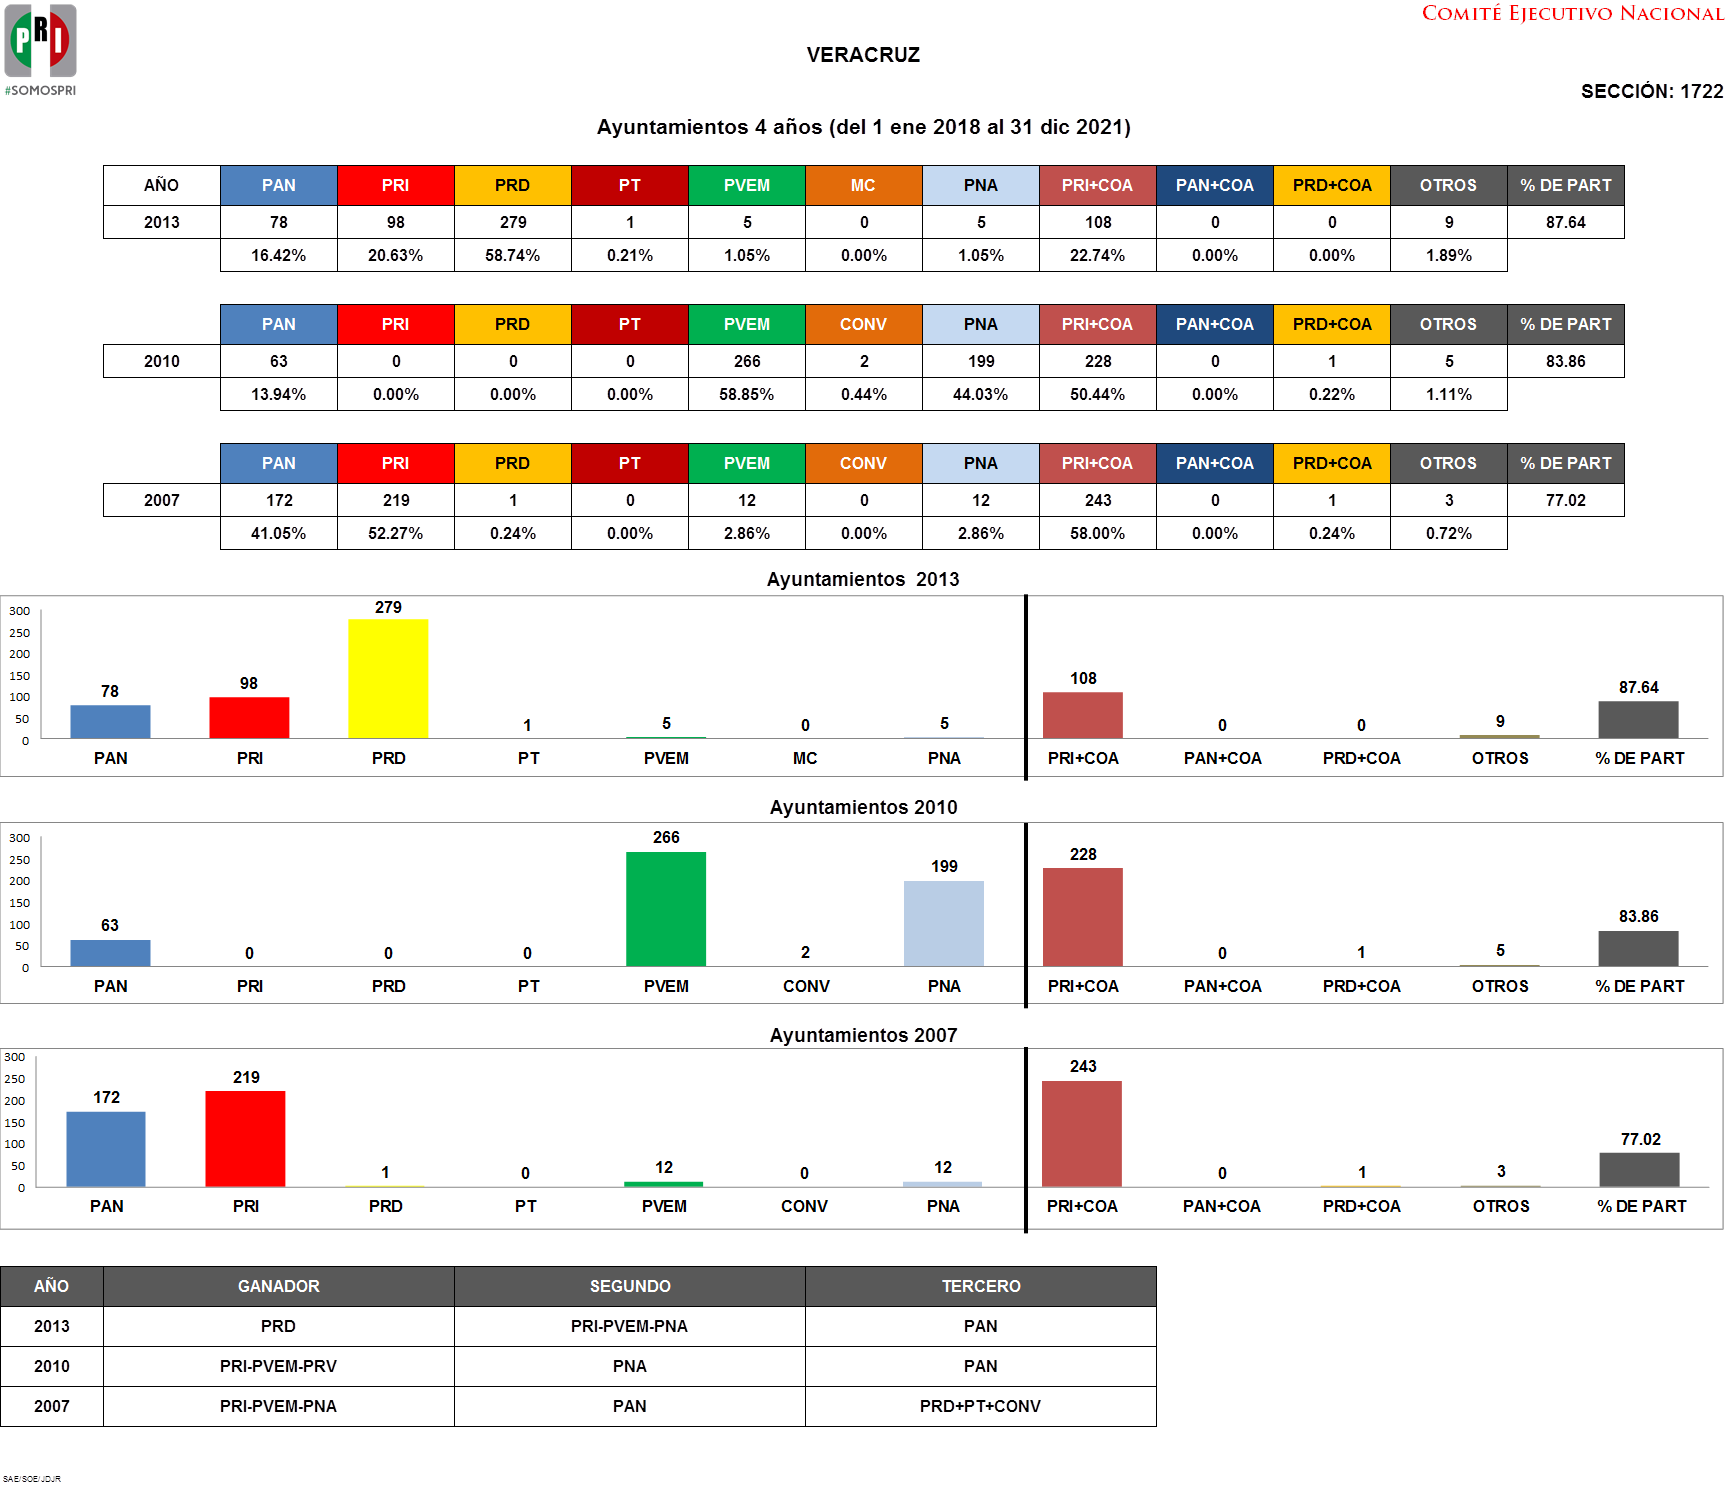 PRI
#SOMOSPRI
COMITÉ EJECUTIVO NACIONAL
VERACRUZ
SECCIÓN: 1722
Ayuntamientos 4 años (del 1 ene 2018 al 31 dic 2021)
AÑO PAN PRI PRD PT PVEM MC PNA PRI+COA PAN+COA PRD+COA OTROS % DE PART
2013 78 98 279 1 5 0 5 108 0 0 9 87.64
16.42% 20.63% 58.74% 0.21% 1.05% 0.00% 1.05% 22.74% 0.00% 0.00% 1.89%
PAN PRI PRD PT PVEM CONV PNA PRI+COA PAN+COA PRD+COA OTROS % DE PART
2010 63 0 0 0 266 2 199 228 0 1 5 83.86
13.94% 0.00% 0.00% 0.00% 58.85% 0.44% 44.03% 50.44% 0.00% 0.22% 1.11%
PAN PRI PRD PT PVEM CONV PNA PRI+COA PAN+COA PRD+COA OTROS % DE PART
2007 172 219 1 0 12 0 12 243 0 1 3 77.02
41.05% 52.27% 0.24% 0.00% 2.86% 0.00% 2.86% 58.00% 0.00% 0.24% 0.72%
Ayuntamientos 2013
300
250
200
150
100
50
0
78 98 279 1 5 0 5 108 0 0 9 87.64
PAN PRI PRD PT PVEM MC PNA PRI+COA PAN+COA PRD+COA OTROS % DE PART
Ayuntamientos 2010
300
250
200
150
100
50
0
63 0 0 0 266 2 199 228 0 1 5 83.86
PAN PRI PRD PT PVEM CONV PNA PRI+COA PAN+COA PRD+COA OTROS % DE PART
Ayuntamientos 2007
300
250
200
150
100
50
0
172 219 1 0 12 0 12 243 0 1 3 77.02
PAN PRI PRD PT PVEM CONV PNA PRI+COA PAN+COA PRD+COA OTROS % DE PART
AÑO GANADOR SEGUNDO TERCERO
2013 PRD PRI-PVEM-PNA PAN
2010 PRI-PVEM-PRV PNA PAN
2007 PRI-PVEM-PNA PAN PRD+PT+CONV
SAE/SOE/JDJR